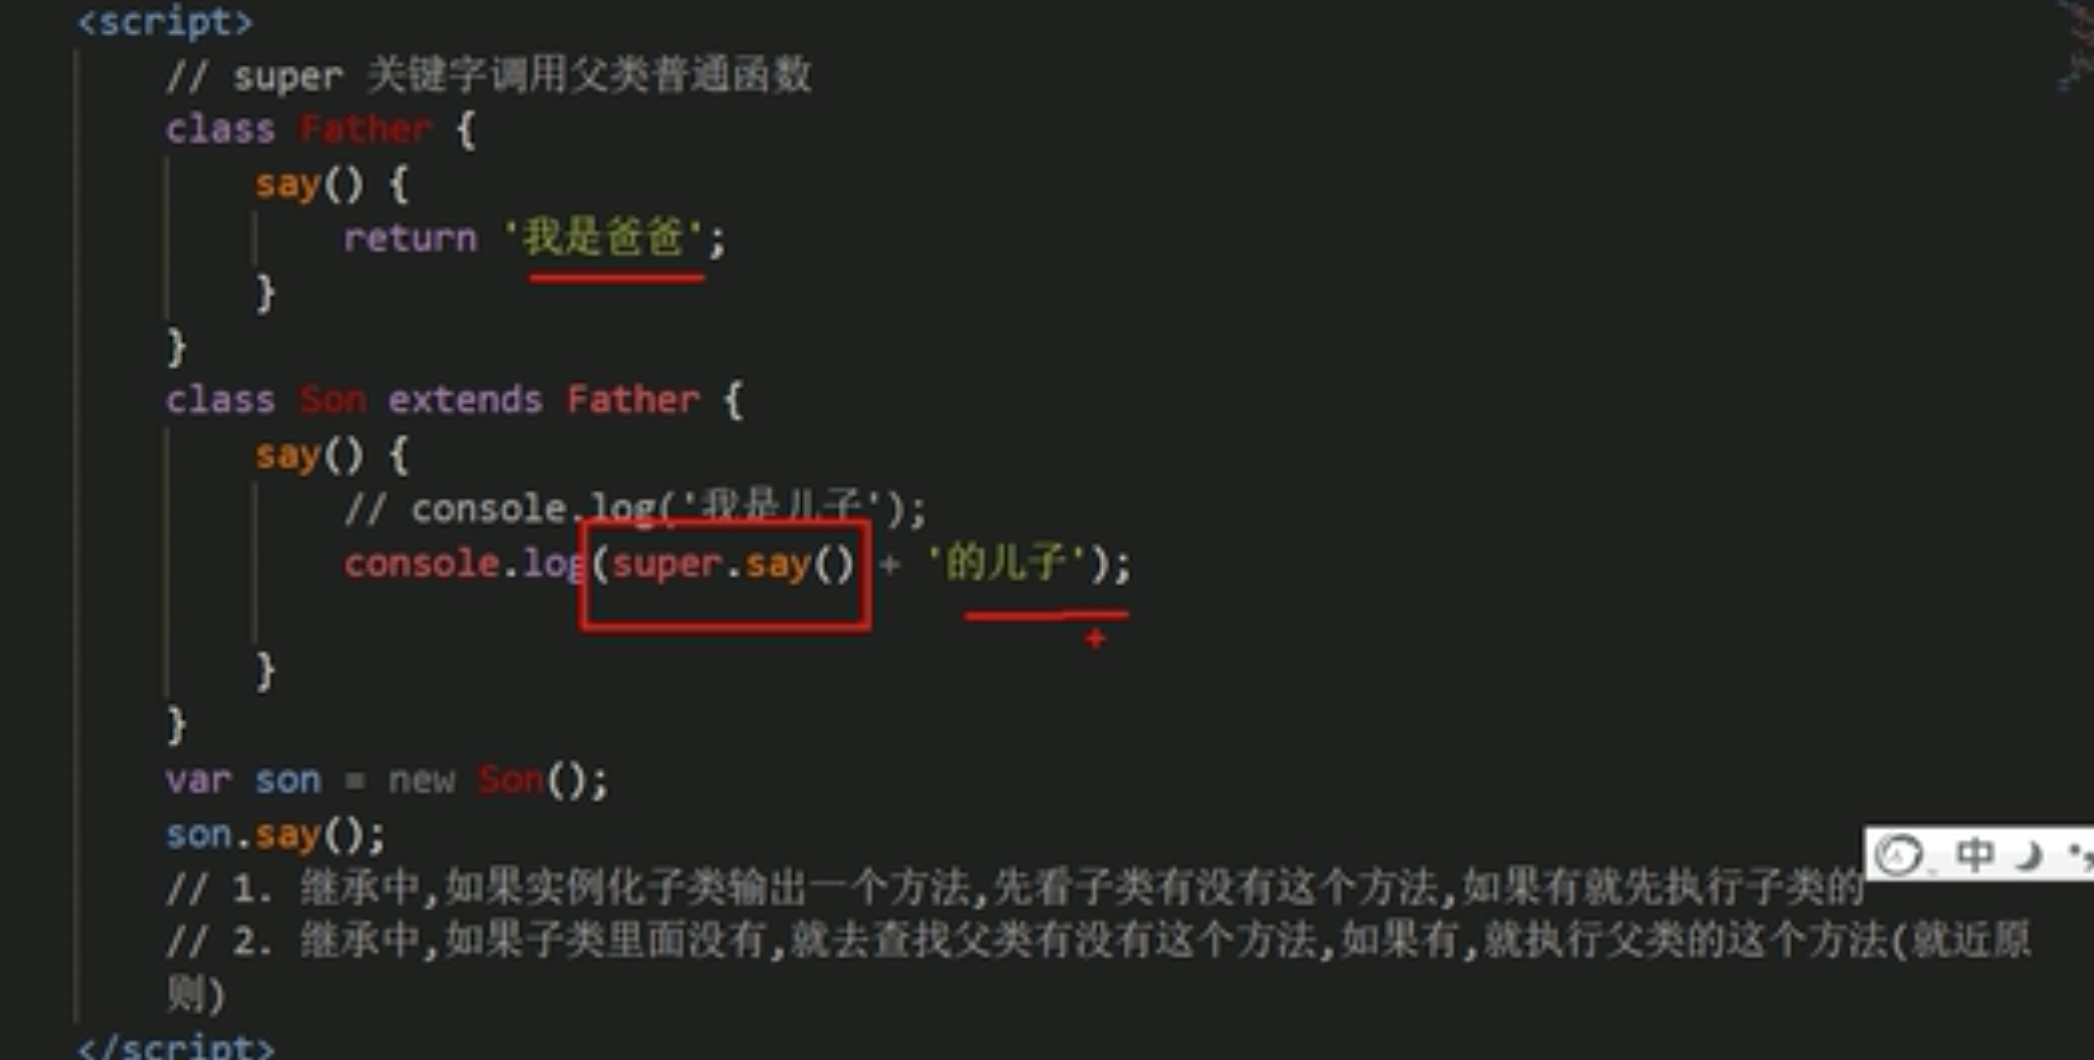 <script>
// super 关键字调用父类普通函数
class Father {
say() {
return '我是爸爸';
}
}
class Son extends Father {
say() {
// console.log('我是儿子');
console.log(super.say() + '的儿子');
}
}
var son = new Son();
son.say();
// 1. 继承中,如果实例化子类输出一个方法,先看子类有没有这个方法,如果有就先执行子类的
// 2. 继承中,如果子类里面没有,就去查找父类有没有这个方法,如果有,就执行父类的这个方法(就近原
则)
</script>
中